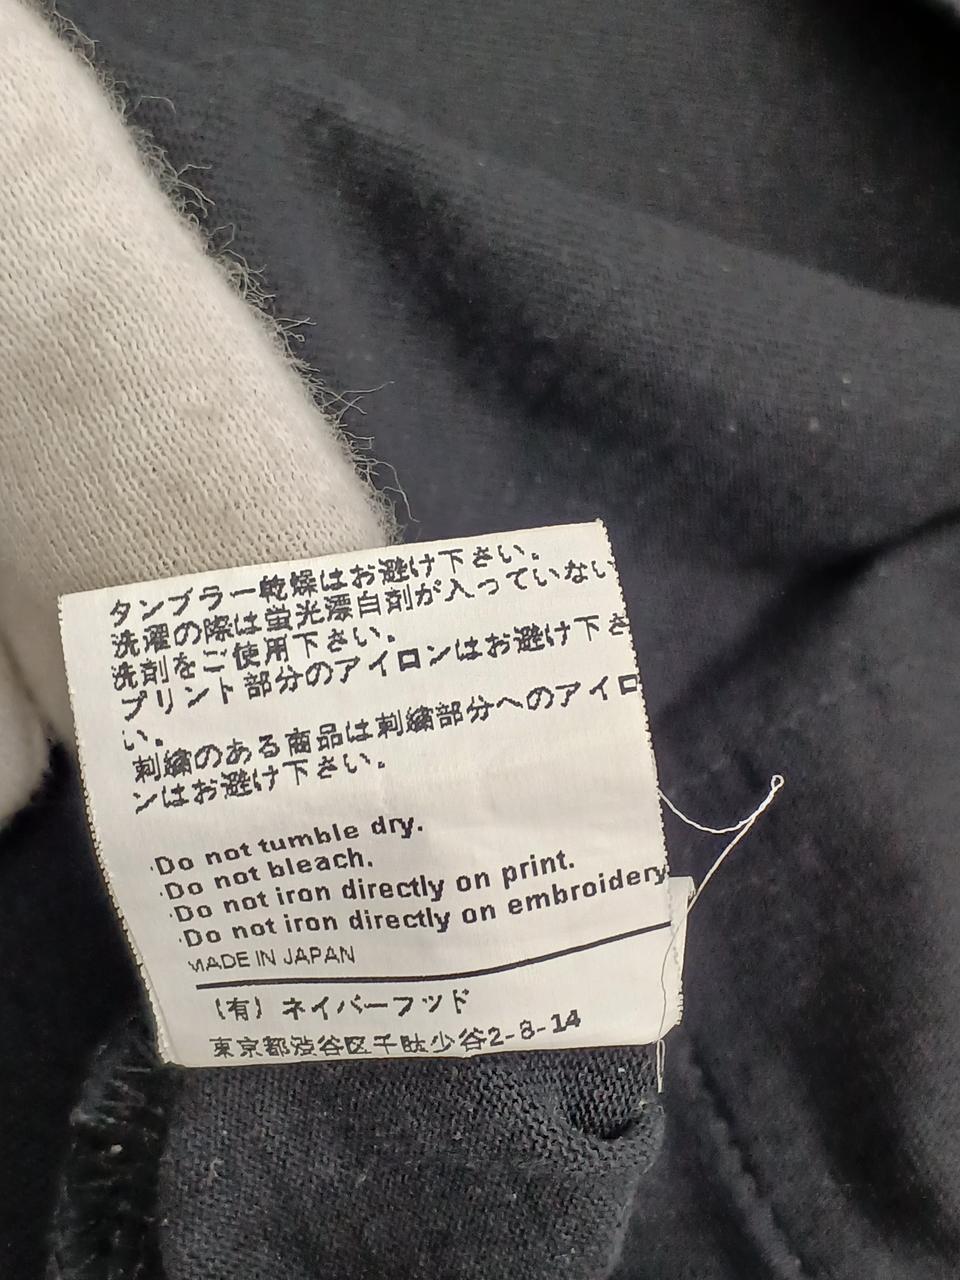 タンブラー乾燥はお避け下さい。
洗濯の際は蛍光漂白剤が入っていない
洗剤をご使用下さい。
プリント部分のアイロンはお避け下さ
い。
刺繍のある商品は刺繍部分へのアイロ
ンはお避け下さい。
·Do not tumble dry.
·Do not bleach.
·Do not iron directly on print.
·Do not iron directly on embroidery.
MADE IN JAPAN
(有) ネイバーフッド
東京都渋谷区千駄ヶ谷2-8-14